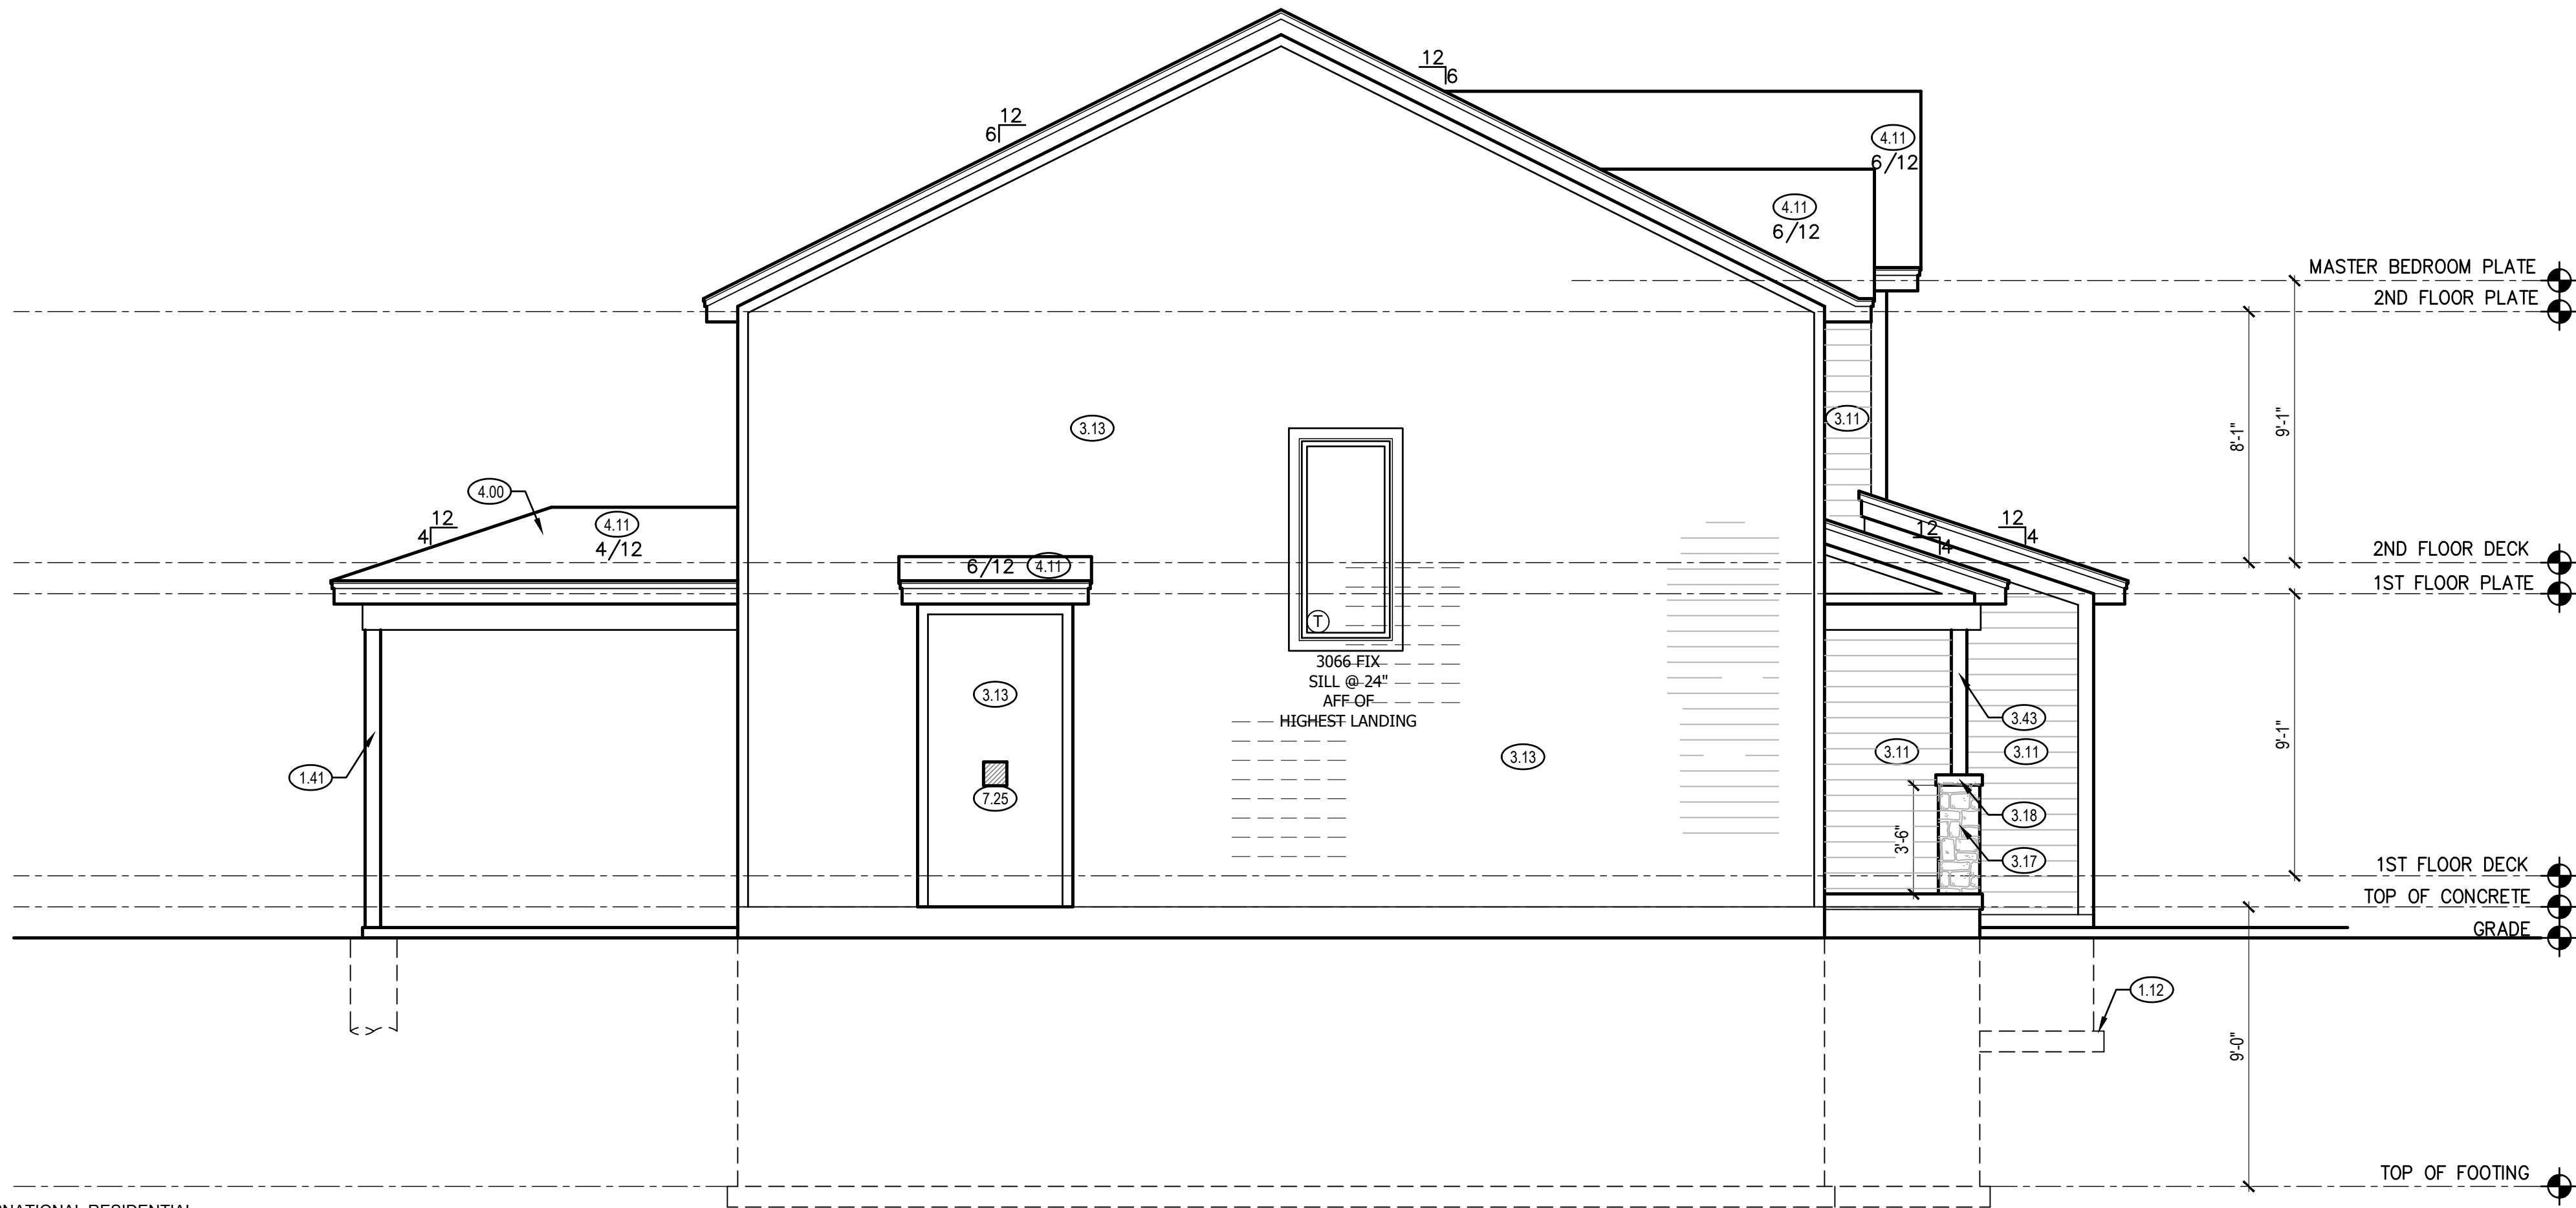 12
6
12
6
4.11
6/12
4.11
6/12
MASTER BEDROOM PLATE
2ND FLOOR PLATE
3.13
3.11
8'-1"
9'-1"
4.00
12
4
4.11
4/12
12
4
12
4
6/12 4.11
2ND FLOOR DECK
1ST FLOOR PLATE
T
3066 FIX
SILL @ 24"
AFF OF
HIGHEST LANDING
3.13
3.43
3.13
3.11
3.11
9'-1"
1.41
7.25
3.18
3'-6"
3.17
1ST FLOOR DECK
TOP OF CONCRETE
GRADE
1.12
9'-0"
TOP OF FOOTING
RESIDENTIAL